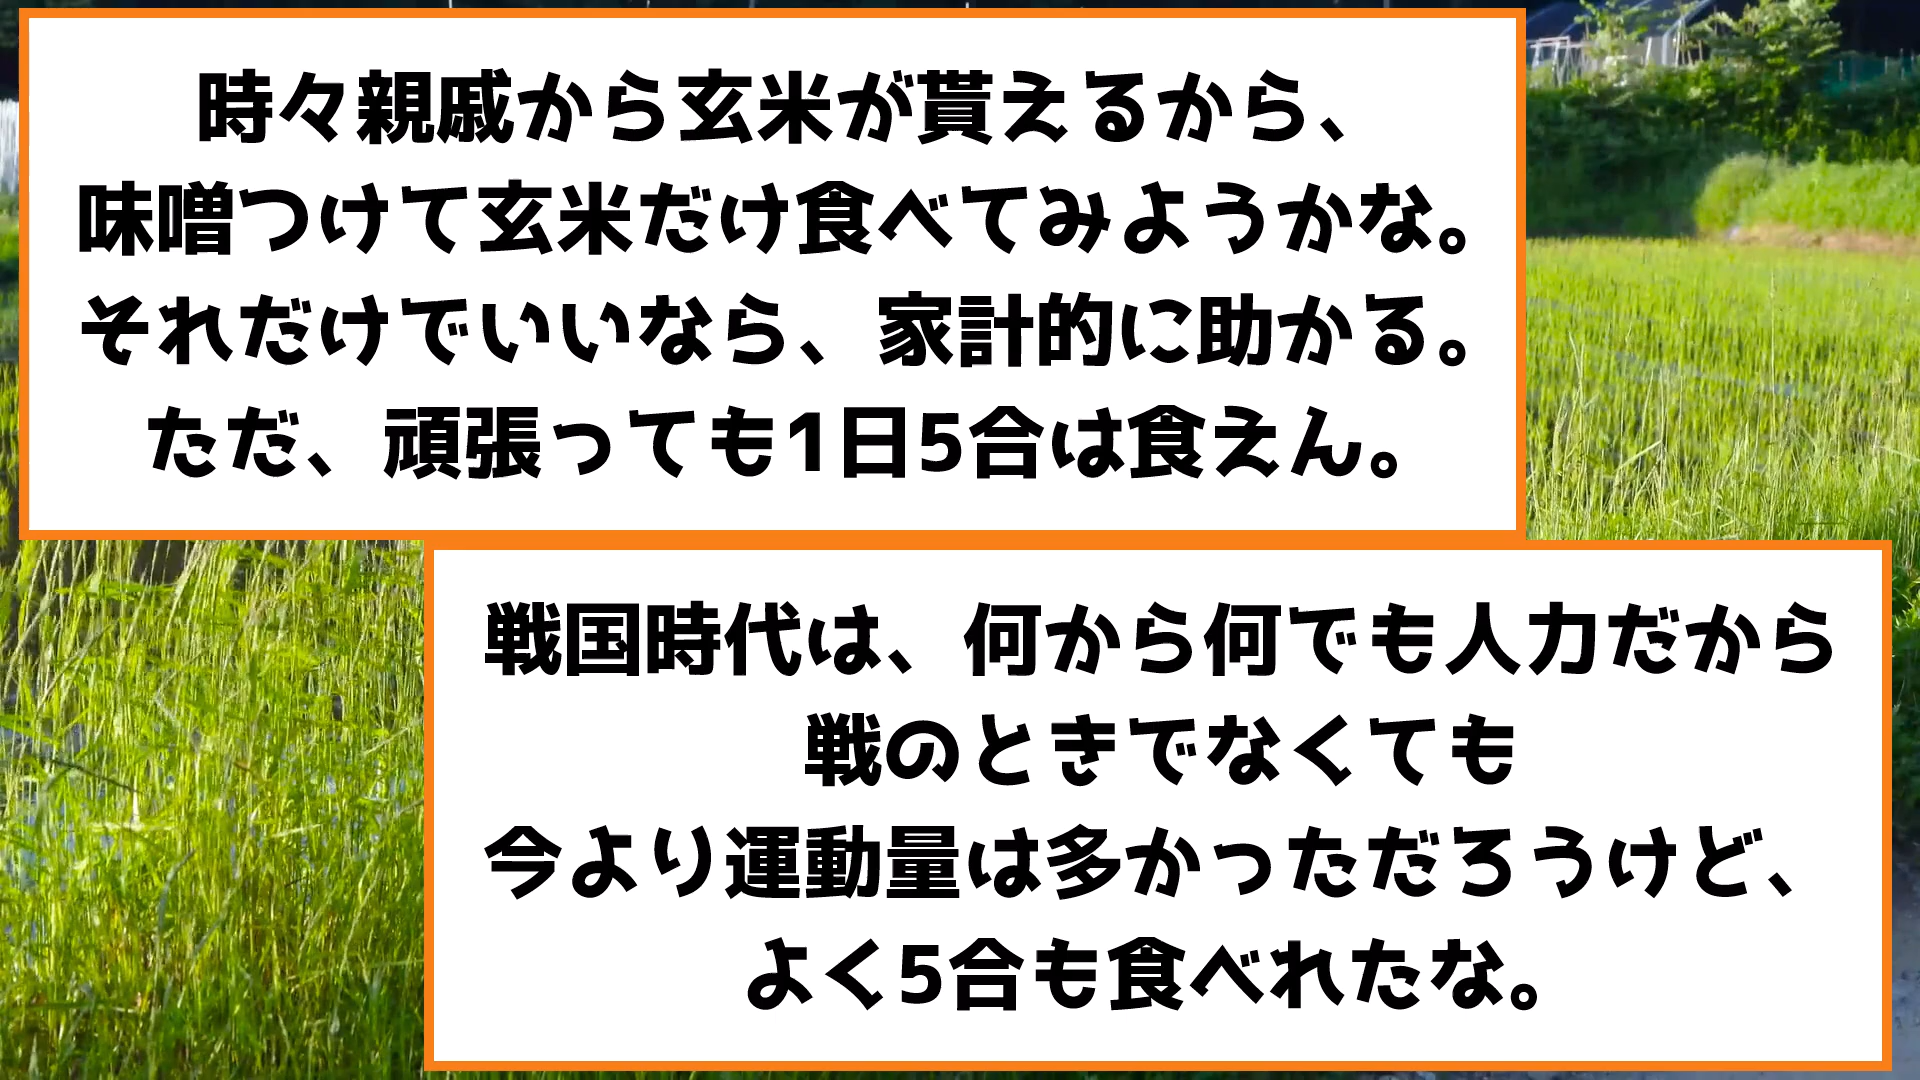 時々親戚から玄米が貰えるから、
味噌つけて玄米だけ食べてみようかな。
それだけでいいなら、家計的に助かる。
ただ、頑張っても1日5合は食えん。
戦国時代は、何から何でも人力だから
戦のときでなくても
今より運動量は多かっただろうけど、
よく5合も食べれたな。